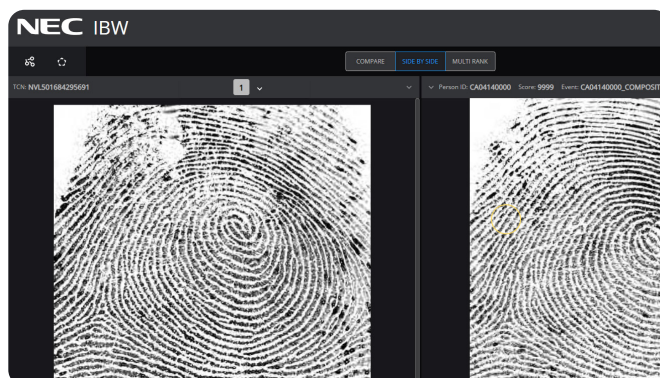 NEC IBW
COMPARE SIDE BY SIDE MULTI RANK
TCN: NVL501684295691 1 Person ID: CA04140000 Score: 9999 Event: CA04140000_COMPOSIT